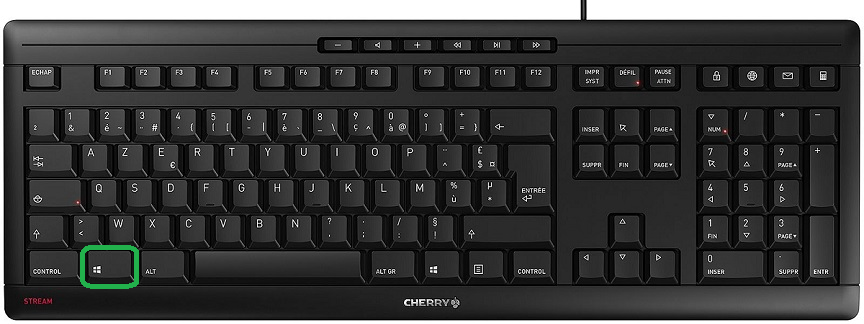 ECHAP F1 F2 F3 F4 F5 F6 F7 F8 F9 F10 F11 F12 IMPR SYST DÉFIL PAUSE ATTN
² 1 & 2 é ~ 3 " # 4 ' { 5 ( [ 6 - | 7 è ` 8 _ \ 9 ç ^ 0 à @ ° ) ] + = } INSER PAGE NUM / * -
A Z E € R T Y U I O P ¨ ^ £ $ ¤ SUPPR FIN PAGE 7 8 9 PAGE +
Q S D F G H J K L M % ù µ * ENTRÉE 4 5 6
> < W X C V B N ? , . ; / : § ! 1 FIN 2 3 PAGE
CONTROL ALT ALT GR CONTROL 0 INSER . SUPPR ENTR
STREAM CHERRY